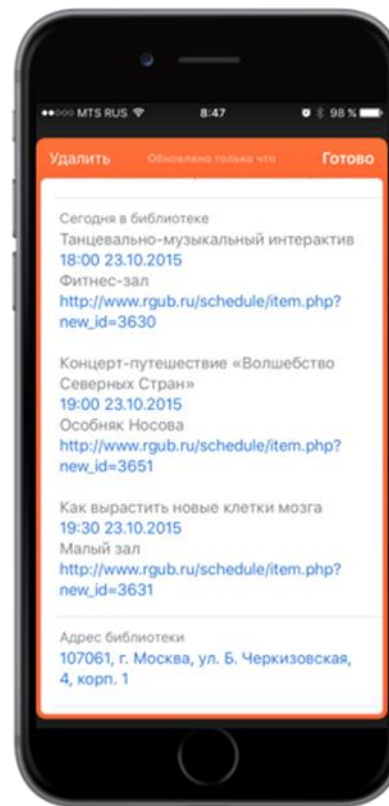 MTS RUS 8:47 98 %
Удалить Обновлено только что Готово
Сегодня в библиотеке
Танцевально-музыкальный интерактив
18:00 23.10.2015
Фитнес-зал
http://www.rgub.ru/schedule/item.php?
new_id=3630
Концерт-путешествие «Волшебство
Северных Стран»
19:00 23.10.2015
Особняк Носова
http://www.rgub.ru/schedule/item.php?
new_id=3651
Как вырастить новые клетки мозга
19:30 23.10.2015
Малый зал
http://www.rgub.ru/schedule/item.php?
new_id=3631
Адрес библиотеки
107061, г. Москва, ул. Б. Черкизовская,
4, корп. 1